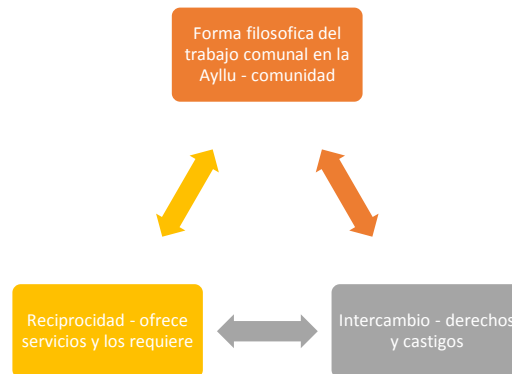 Forma filosofica del
trabajo comunal en la
Ayllu - comunidad
Reciprocidad - ofrece
servicios y los requiere
Intercambio - derechos
y castigos